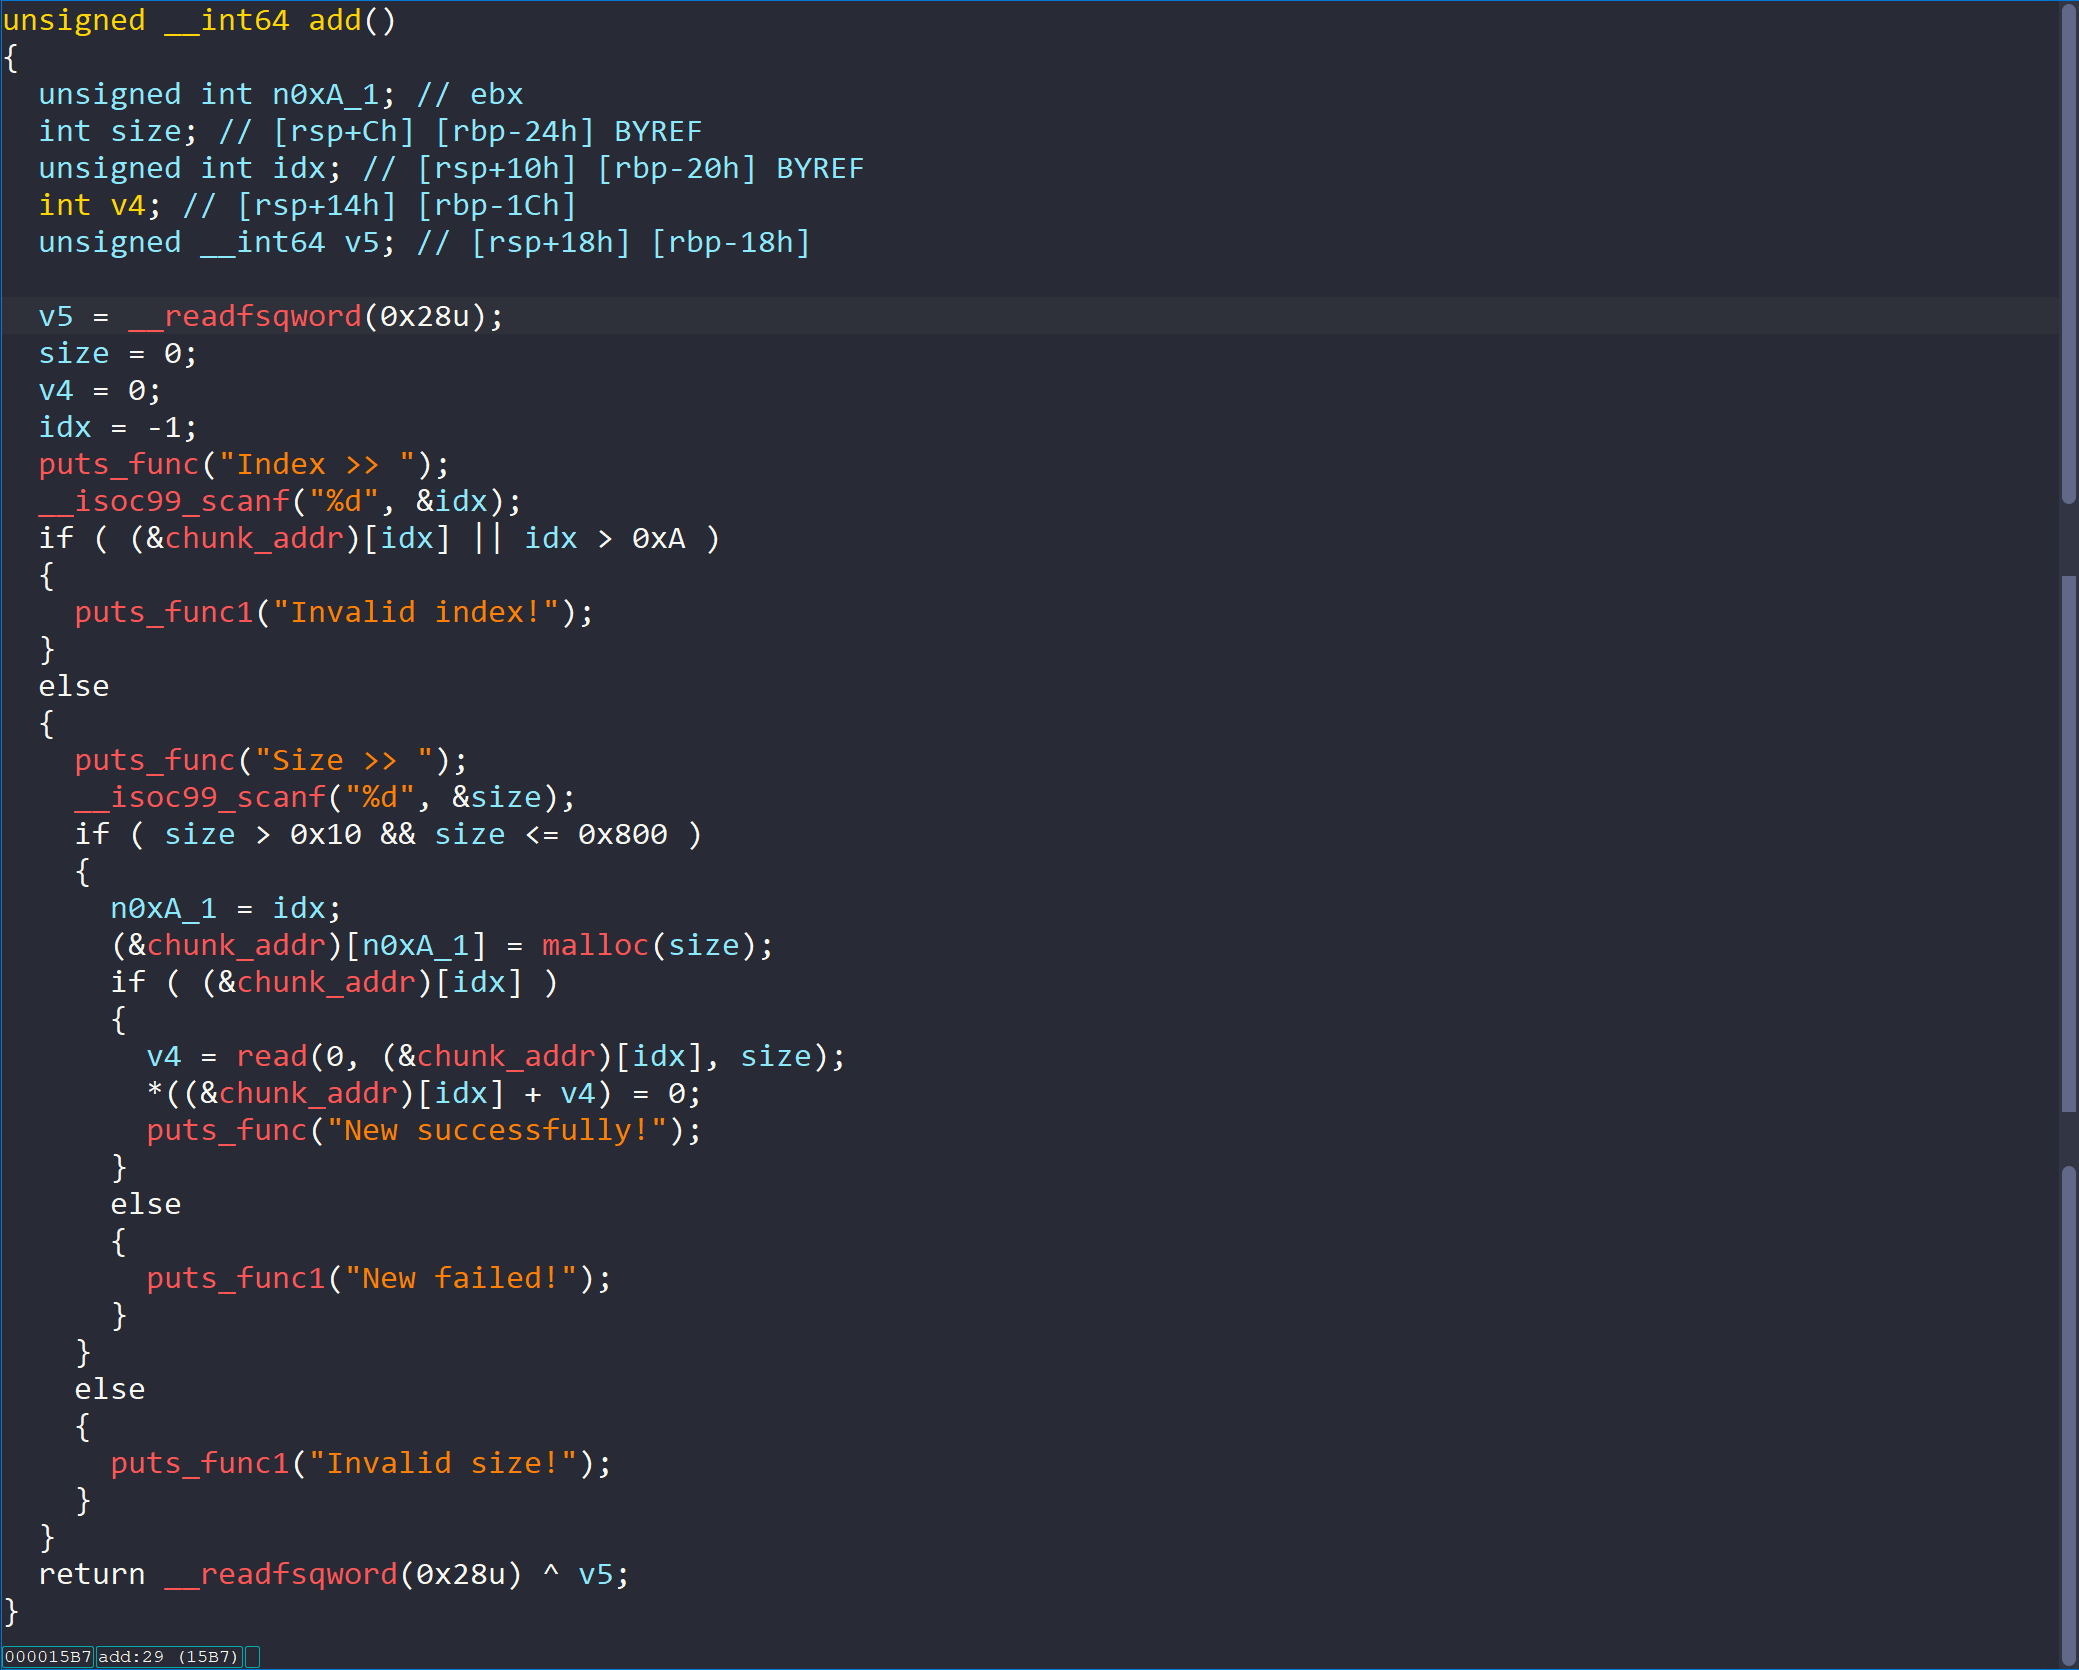 unsigned __int64 add()
{
  unsigned int n0xA_1; // ebx
  int size; // [rsp+Ch] [rbp-24h] BYREF
  unsigned int idx; // [rsp+10h] [rbp-20h] BYREF
  int v4; // [rsp+14h] [rbp-1Ch]
  unsigned __int64 v5; // [rsp+18h] [rbp-18h]

  v5 = __readfsqword(0x28u);
  size = 0;
  v4 = 0;
  idx = -1;
  puts_func("Index >> ");
  __isoc99_scanf("%d", &idx);
  if ( (&chunk_addr)[idx] || idx > 0xA )
  {
    puts_func1("Invalid index!");
  }
  else
  {
    puts_func("Size >> ");
    __isoc99_scanf("%d", &size);
    if ( size > 0x10 && size <= 0x800 )
    {
      n0xA_1 = idx;
      (&chunk_addr)[n0xA_1] = malloc(size);
      if ( (&chunk_addr)[idx] )
      {
        v4 = read(0, (&chunk_addr)[idx], size);
        *((&chunk_addr)[idx] + v4) = 0;
        puts_func("New successfully!");
      }
      else
      {
        puts_func1("New failed!");
      }
    }
    else
    {
      puts_func1("Invalid size!");
    }
  }
  return __readfsqword(0x28u) ^ v5;
}
000015B7 add:29 (15B7)